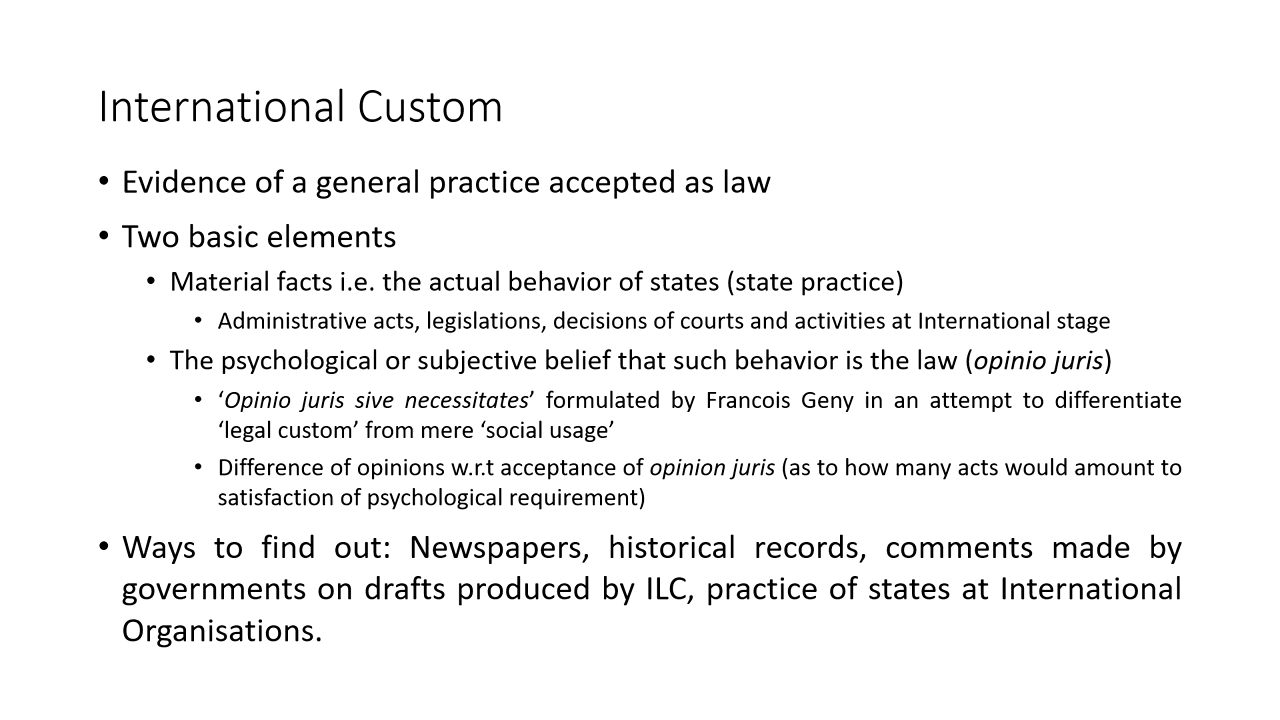 International Custom
• Evidence of a general practice accepted as law
• Two basic elements
• Material facts i.e. the actual behavior of states (state practice)
• Administrative acts, legislations, decisions of courts and activities at International stage
• The psychological or subjective belief that such behavior is the law (opinio juris)
• ‘Opinio juris sive necessitates’ formulated by Francois Geny in an attempt to differentiate
‘legal custom’ from mere ‘social usage’
• Difference of opinions w.r.t acceptance of opinion juris (as to how many acts would amount to
satisfaction of psychological requirement)
• Ways to find out: Newspapers, historical records, comments made by
governments on drafts produced by ILC, practice of states at International
Organisations.